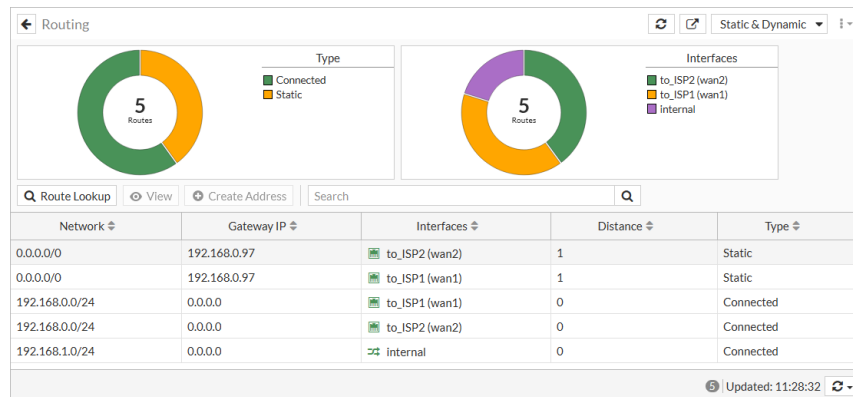 Routing
Static & Dynamic
Type
Connected
Static
5
Routes
Interfaces
to_ISP2 (wan2)
to_ISP1 (wan1)
internal
5
Routes
Route Lookup View Create Address Search
Network Gateway IP Interfaces Distance Type
0.0.0.0/0 192.168.0.97 to_ISP2 (wan2) 1 Static
0.0.0.0/0 192.168.0.97 to_ISP1 (wan1) 1 Static
192.168.0.0/24 0.0.0.0 to_ISP1 (wan1) 0 Connected
192.168.0.0/24 0.0.0.0 to_ISP2 (wan2) 0 Connected
192.168.1.0/24 0.0.0.0 internal 0 Connected
5 Updated: 11:28:32